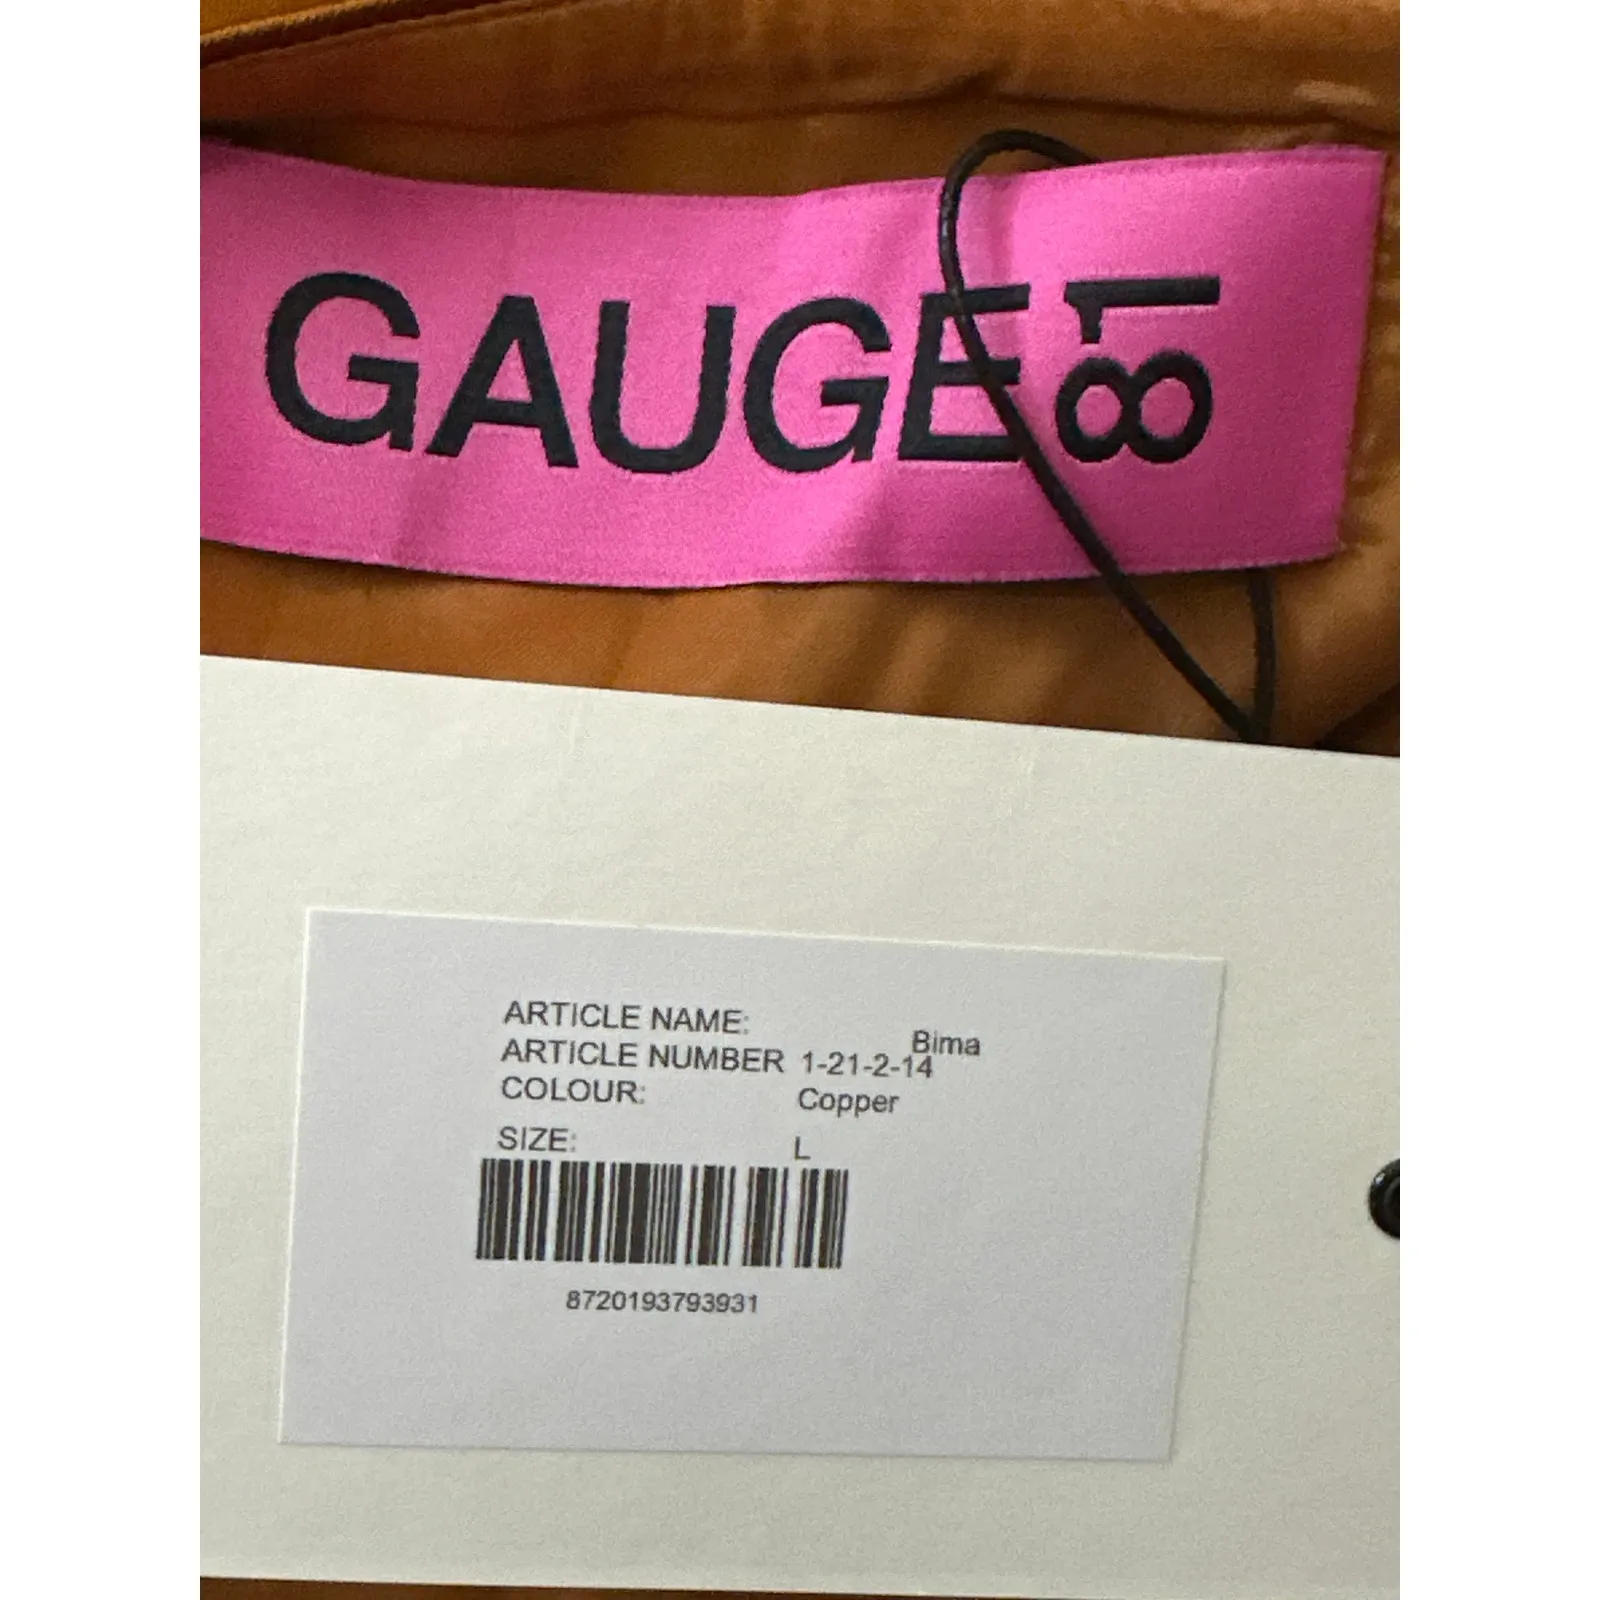 GAUGE81
ARTICLE NAME: Bima
ARTICLE NUMBER 1-21-2-14
COLOUR: Copper
SIZE: L
8720193793931